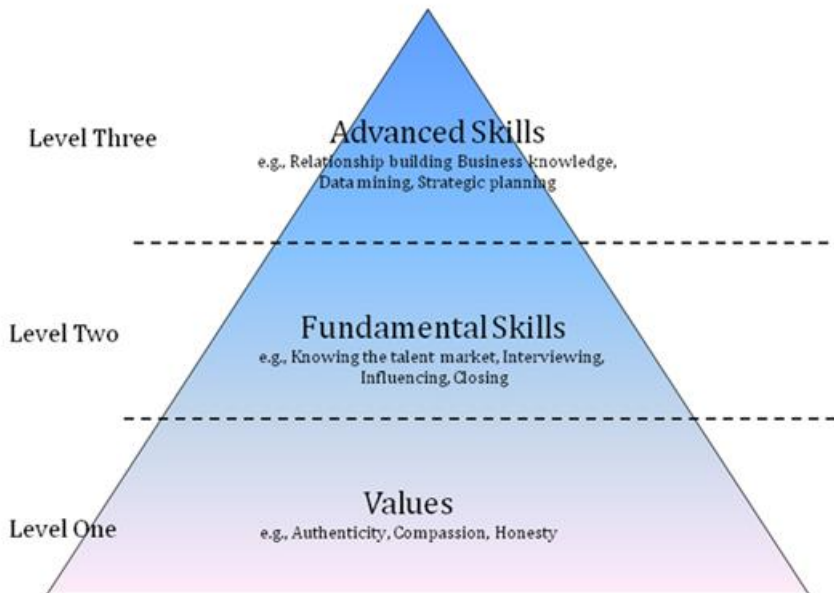 Level Three
Advanced Skills
e.g., Relationship building Business knowledge,
Data mining, Strategic planning
Level Two
Fundamental Skills
e.g., Knowing the talent market, Interviewing,
Influencing, Closing
Level One
Values
e.g., Authenticity, Compassion, Honesty